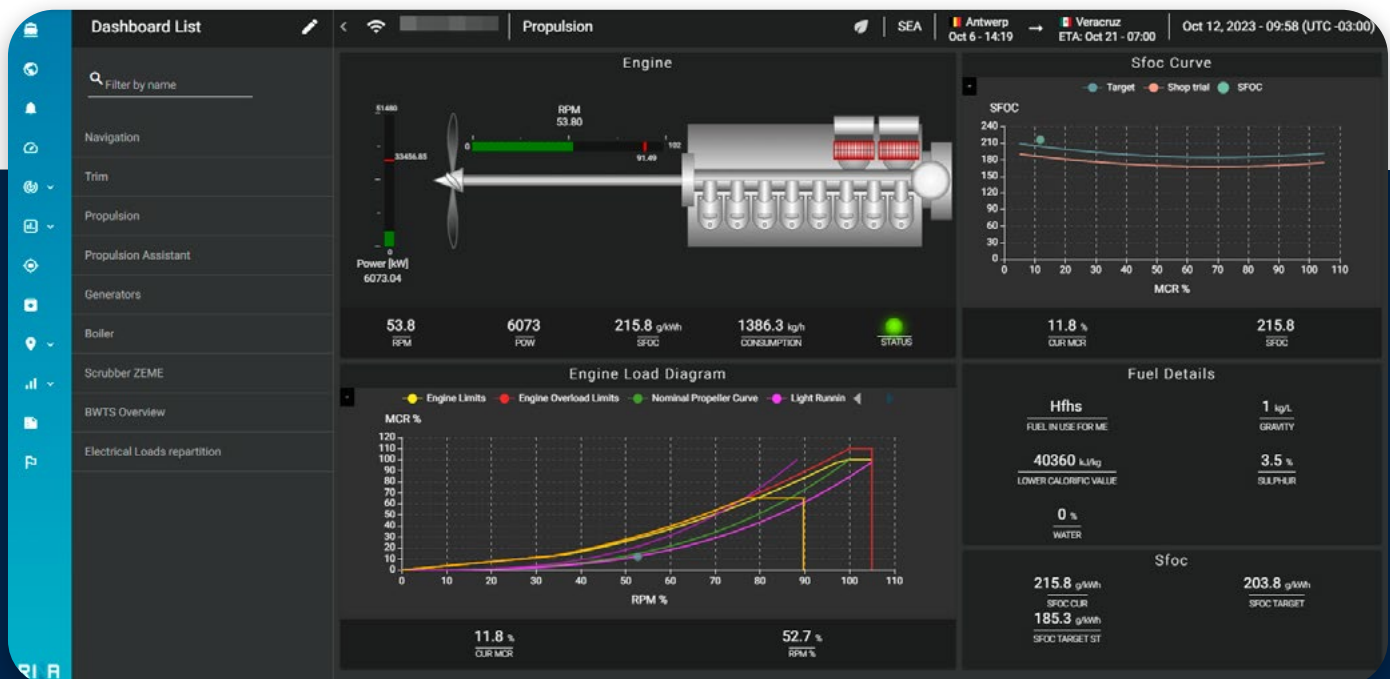 Dashboard List
Propulsion
SEA
Antwerp
Oct 6 - 14:19
→
Veracruz
ETA: Oct 21 - 07:00
Oct 12, 2023 - 09:58 (UTC -03:00)
Filter by name
Navigation
Trim
Propulsion
Propulsion Assistant
Generators
Boiler
Scrubber ZEME
BWTS Overview
Electrical Loads repartition
Engine
51480
33456.85
0
Power [kW]
6073.04
RPM
53.80
0
102
91.49
53.8
RPM
6073
POW
215.8 g/kWh
SFOC
1386.3 kg/h
CONSUMPTION
STATUS
Sfoc Curve
Target Shop trial SFOC
SFOC
240
210
180
150
120
90
60
30
0
0 10 20 30 40 50 60 70 80 90 100 110
MCR %
11.8 %
CUR MCR
215.8
SFOC
Engine Load Diagram
Engine Limits Engine Overload Limits Nominal Propeller Curve Light Runnin
MCR %
120
110
100
90
80
70
60
50
40
30
20
10
0
0 10 20 30 40 50 60 70 80 90 100 110
RPM %
11.8 %
CUR MCR
52.7 %
RPM %
Fuel Details
Hfhs
FUEL IN USE FOR ME
1 kg/L
GRAVITY
40360 kJ/kg
LOWER CALORIFIC VALUE
3.5 %
SULPHUR
0 %
WATER
Sfoc
215.8 g/kWh
SFOC CUR
203.8 g/kWh
SFOC TARGET
185.3 g/kWh
SFOC TARGET ST